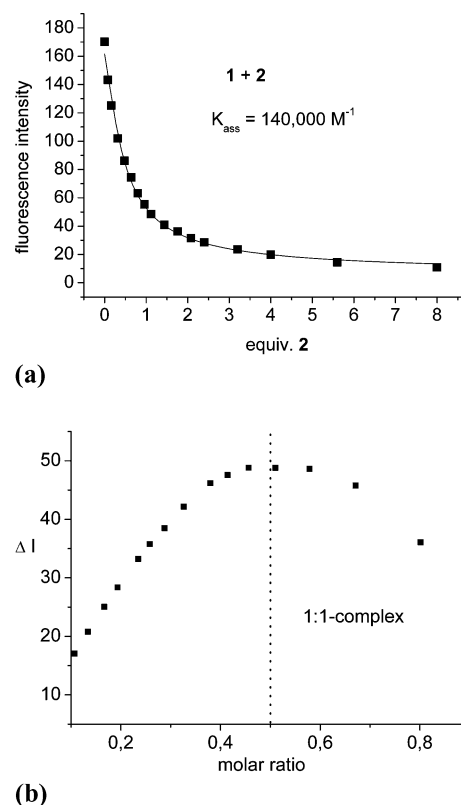 180
160
140
120
100
80
60
40
20
0
fluorescence intensity
1 + 2
K_ass = 140,000 M^-1
0 1 2 3 4 5 6 7 8
equiv. 2
(a)
50
40
30
20
10
Δ I
1:1-complex
0,2 0,4 0,6 0,8
molar ratio
(b)